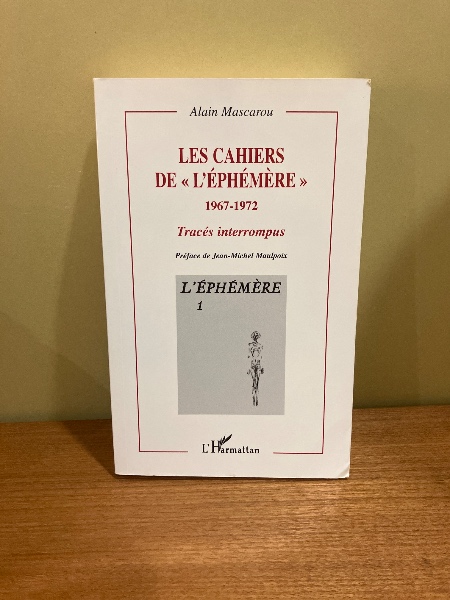 Alain Mascarou
LES CAHIERS
DE « L'ÉPHÉMÈRE »
1967-1972
Tracés interrompus
Préface de Jean-Michel Maulpoix
L'ÉPHÉMÈRE
1
L'Harmattan